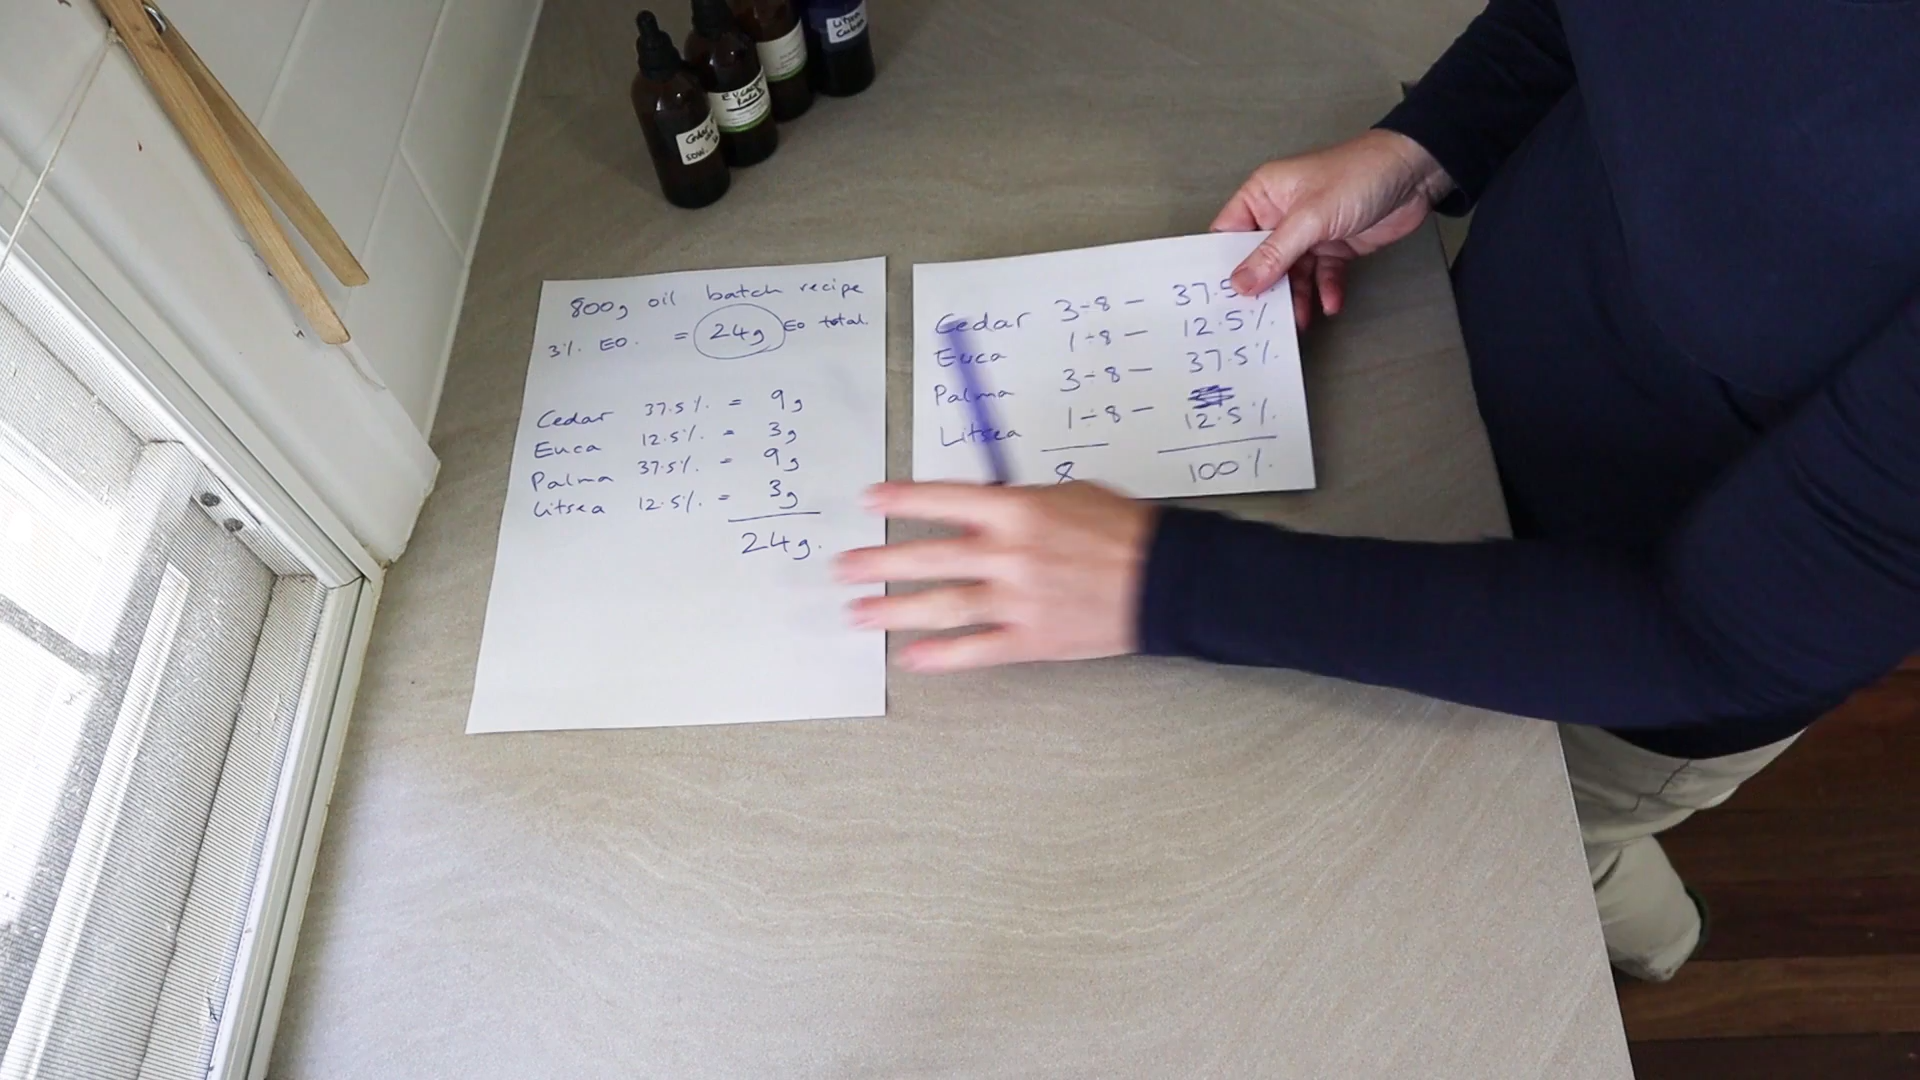 800g oil batch recipe
3% EO. = 24g EO total.
Cedar 37.5% = 9g
Euca 12.5% = 3g
Palma 37.5% = 9g
Litsea 12.5% = 3g
24g.
Cedar 3÷8 — 37.5%
Euca 1÷8 — 12.5%
Palma 3÷8 — 37.5%
Litsea 1÷8 — 12.5%
8 100%
Cedar